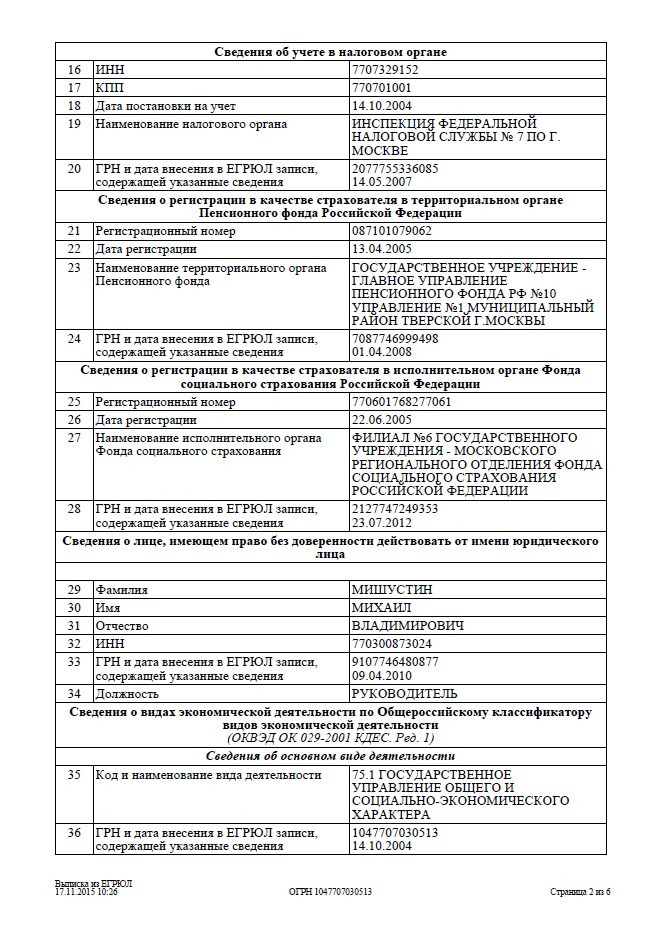 Сведения об учете в налоговом органе
16 ИНН 7707329152
17 КПП 770701001
18 Дата постановки на учет 14.10.2004
19 Наименование налогового органа ИНСПЕКЦИЯ ФЕДЕРАЛЬНОЙ
НАЛОГОВОЙ СЛУЖБЫ № 7 ПО Г.
МОСКВЕ
20 ГРН и дата внесения в ЕГРЮЛ записи, 2077755336085
содержащей указанные сведения 14.05.2007
Сведения о регистрации в качестве страхователя в территориальном органе
Пенсионного фонда Российской Федерации
21 Регистрационный номер 087101079062
22 Дата регистрации 13.04.2005
23 Наименование территориального органа ГОСУДАРСТВЕННОЕ УЧРЕЖДЕНИЕ -
Пенсионного фонда ГЛАВНОЕ УПРАВЛЕНИЕ
ПЕНСИОННОГО ФОНДА РФ №10
УПРАВЛЕНИЕ №1 МУНИЦИПАЛЬНЫЙ
РАЙОН ТВЕРСКОЙ Г.МОСКВЫ
24 ГРН и дата внесения в ЕГРЮЛ записи, 7087746999498
содержащей указанные сведения 01.04.2008
Сведения о регистрации в качестве страхователя в исполнительном органе Фонда
социального страхования Российской Федерации
25 Регистрационный номер 770601768277061
26 Дата регистрации 22.06.2005
27 Наименование исполнительного органа ФИЛИАЛ №6 ГОСУДАРСТВЕННОГО
Фонда социального страхования УЧРЕЖДЕНИЯ - МОСКОВСКОГО
РЕГИОНАЛЬНОГО ОТДЕЛЕНИЯ ФОНДА
СОЦИАЛЬНОГО СТРАХОВАНИЯ
РОССИЙСКОЙ ФЕДЕРАЦИИ
28 ГРН и дата внесения в ЕГРЮЛ записи, 2127747249353
содержащей указанные сведения 23.07.2012
Сведения о лице, имеющем право без доверенности действовать от имени юридического
лица
29 Фамилия МИШУСТИН
30 Имя МИХАИЛ
31 Отчество ВЛАДИМИРОВИЧ
32 ИНН 770300873024
33 ГРН и дата внесения в ЕГРЮЛ записи, 9107746480877
содержащей указанные сведения 09.04.2010
34 Должность РУКОВОДИТЕЛЬ
Сведения о видах экономической деятельности по Общероссийскому классификатору
видов экономической деятельности
(ОКВЭД ОК 029-2001 КДЕС. Ред. 1)
Сведения об основном виде деятельности
35 Код и наименование вида деятельности 75.1 ГОСУДАРСТВЕННОЕ
УПРАВЛЕНИЕ ОБЩЕГО И
СОЦИАЛЬНО-ЭКОНОМИЧЕСКОГО
ХАРАКТЕРА
36 ГРН и дата внесения в ЕГРЮЛ записи, 1047707030513
содержащей указанные сведения 14.10.2004
Выписка из ЕГРЮЛ
17.11.2015 10:26 ОГРН 1047707030513 Страница 2 из 6